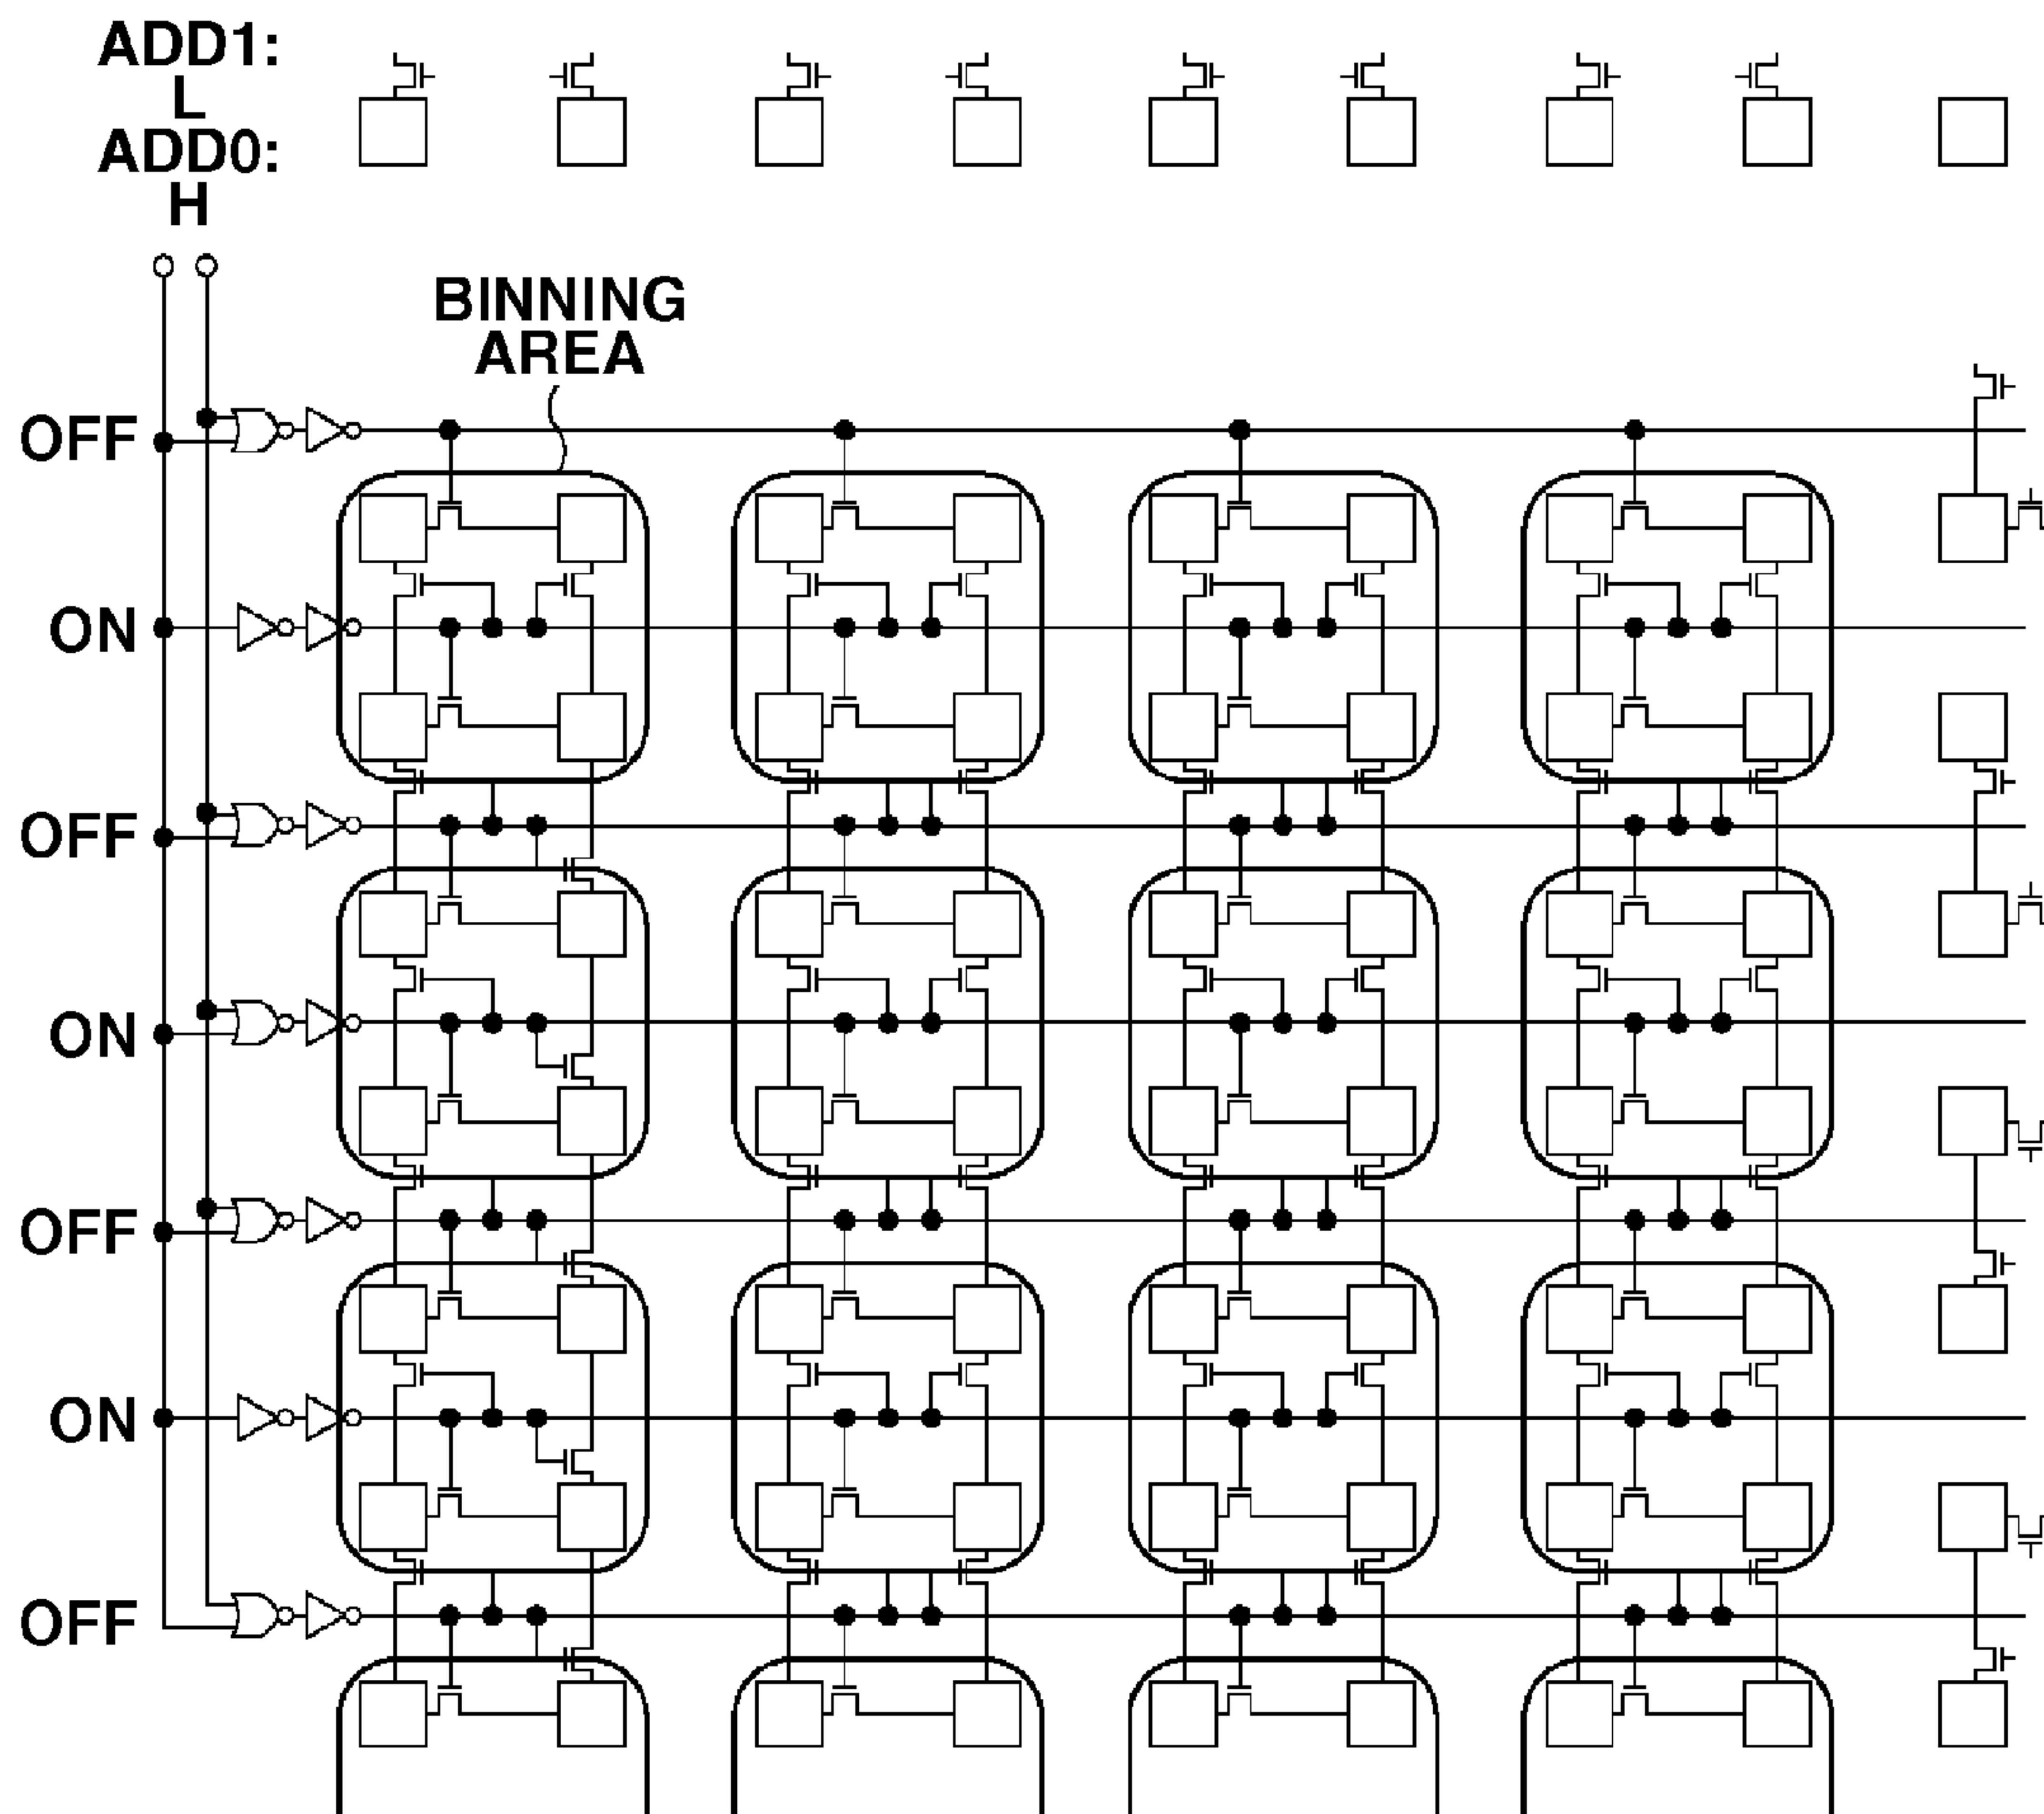 ADD1:
L
ADD0:
H
BINNING
AREA
OFF
ON
OFF
ON
OFF
ON
OFF